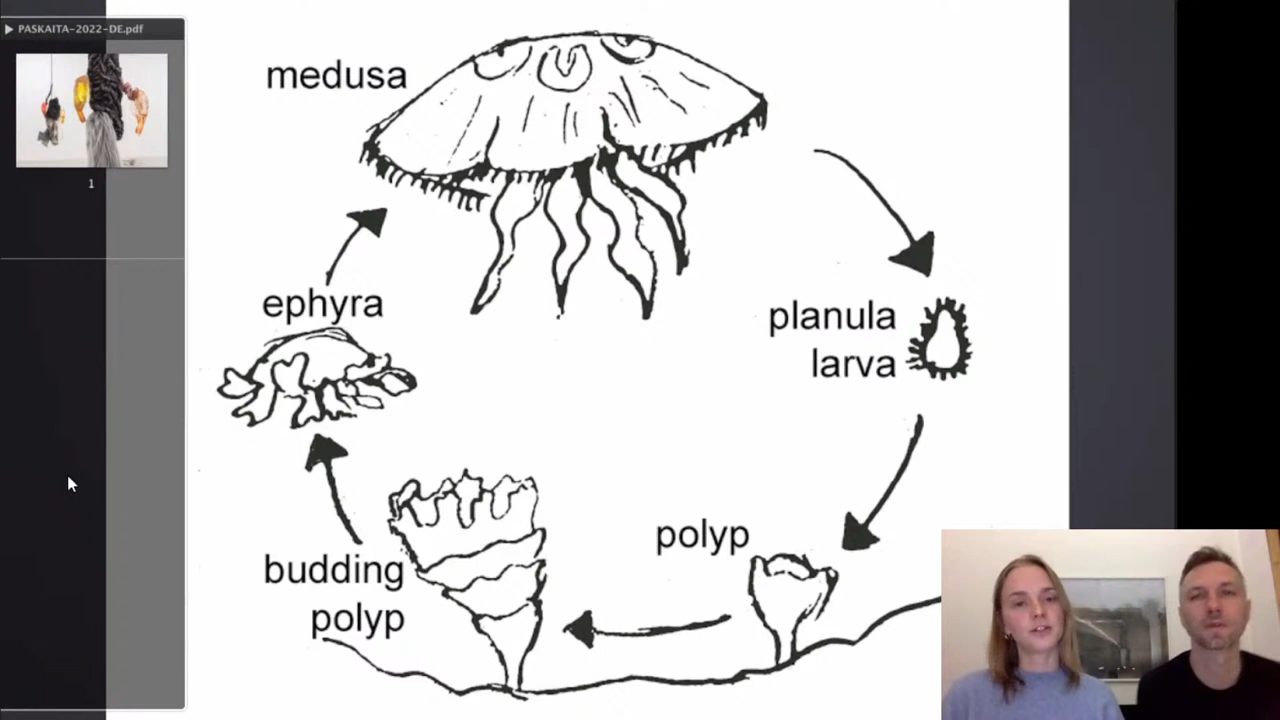 PASKAITA-2022-DE.pdf
1
medusa
ephyra
planula
larva
polyp
budding
polyp